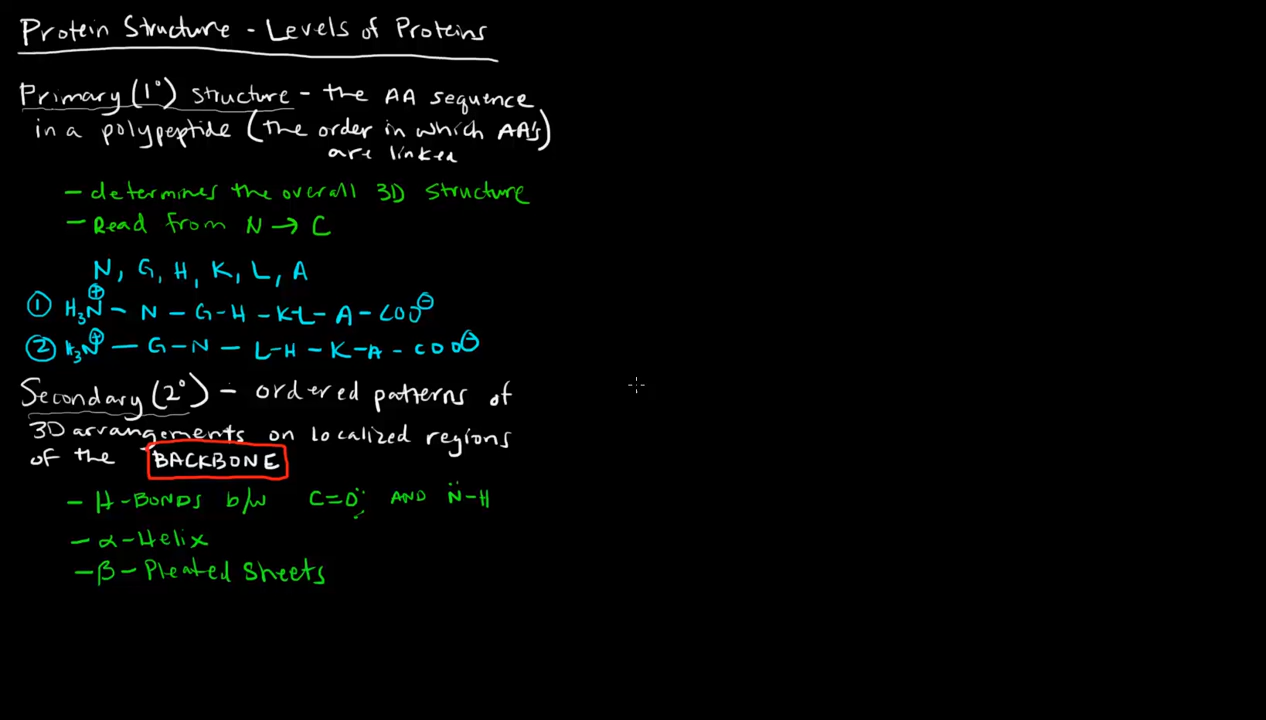 Protein Structure - Levels of Proteins
Primary (1°) Structure - the AA sequence
in a polypeptide (the order in which AA's)
are linked
- determines the overall 3D structure
- Read from N → C
N, G, H, K, L, A
① H₃N⊕ - N - G - H - K - L - A - COO⊖
② H₃N⊕ - G - N - L - H - K - A - COO⊖
Secondary (2°) - ordered patterns of
3D arrangements on localized regions
of the BACKBONE
- H-BONDS b/w C=Ö: AND N̈-H
- α-Helix
- β-Pleated Sheets